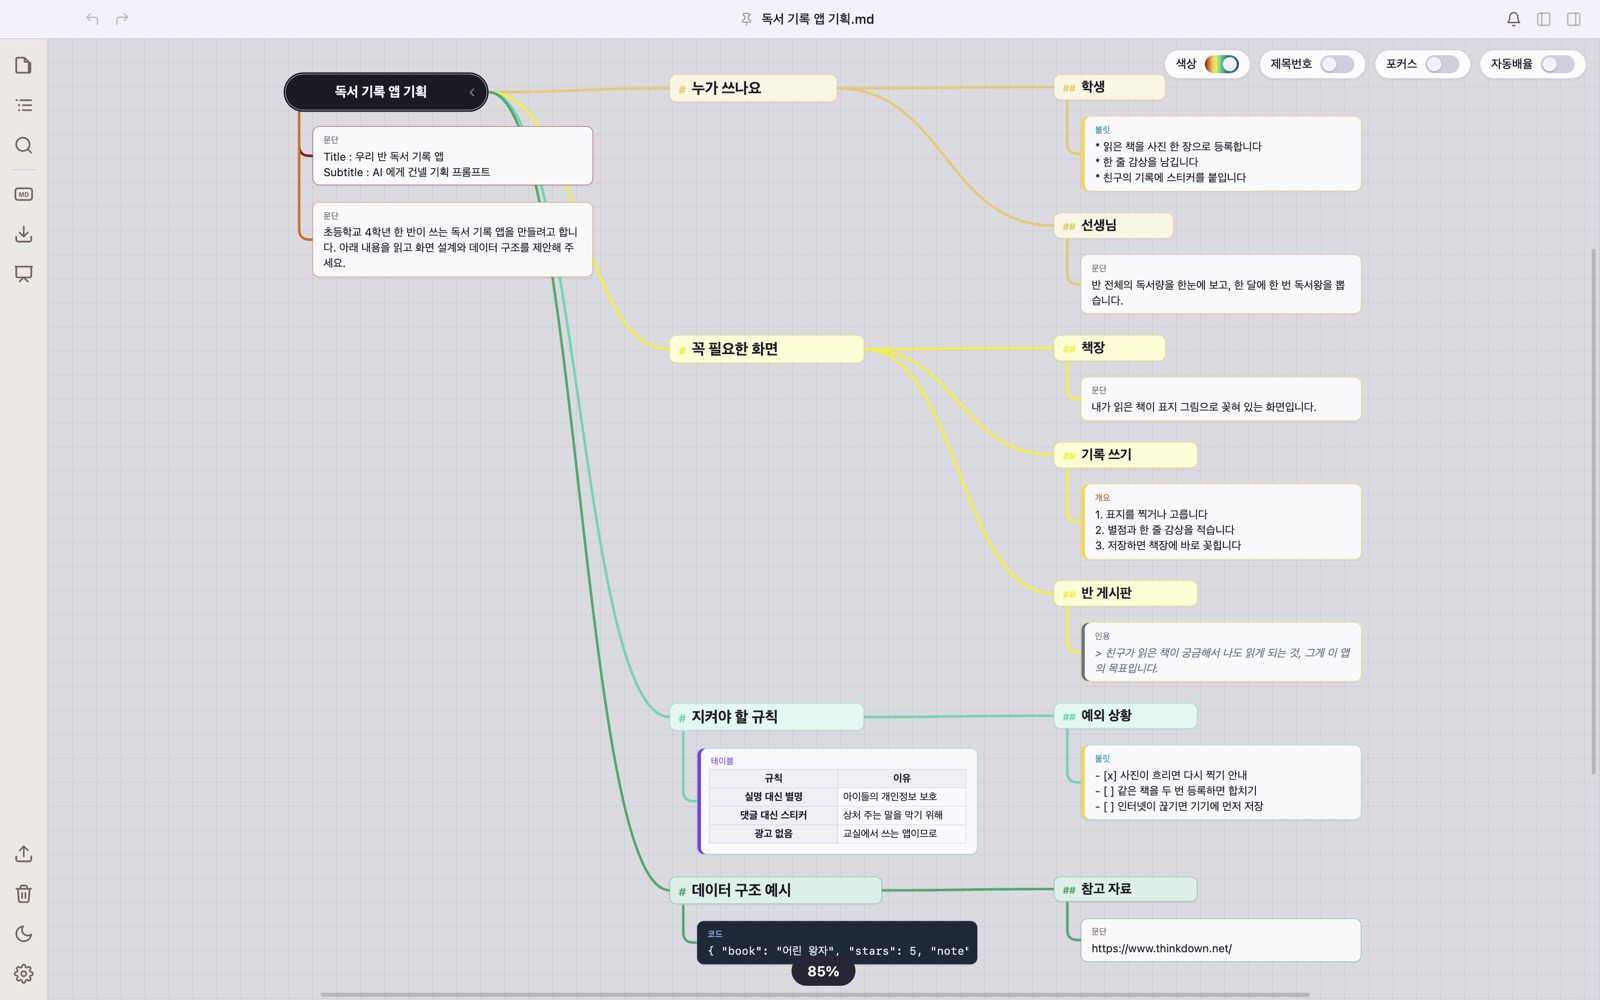 독서 기록 앱 기획.md
색상
제목번호
포커스
자동배율
MD
독서 기록 앱 기획
문단
Title : 우리 반 독서 기록 앱
Subtitle : AI 에게 건넬 기획 프롬프트
문단
초등학교 4학년 한 반이 쓰는 독서 기록 앱을 만들려고 합니
다. 아래 내용을 읽고 화면 설계와 데이터 구조를 제안해 주
세요.
# 누가 쓰나요
## 학생
불릿
* 읽은 책을 사진 한 장으로 등록합니다
* 한 줄 감상을 남깁니다
* 친구의 기록에 스티커를 붙입니다
## 선생님
문단
반 전체의 독서량을 한눈에 보고, 한 달에 한 번 독서왕을 뽑
습니다.
# 꼭 필요한 화면
## 책장
문단
내가 읽은 책이 표지 그림으로 꽂혀 있는 화면입니다.
## 기록 쓰기
개요
1. 표지를 찍거나 고릅니다
2. 별점과 한 줄 감상을 적습니다
3. 저장하면 책장에 바로 꽂힙니다
## 반 게시판
인용
> 친구가 읽은 책이 궁금해서 나도 읽게 되는 것, 그게 이 앱
의 목표입니다.
# 지켜야 할 규칙
테이블
규칙 이유
실명 대신 별명 아이들의 개인정보 보호
댓글 대신 스티커 상처 주는 말을 막기 위해
광고 없음 교실에서 쓰는 앱이므로
## 예외 상황
불릿
- [x] 사진이 흐리면 다시 찍기 안내
- [ ] 같은 책을 두 번 등록하면 합치기
- [ ] 인터넷이 끊기면 기기에 먼저 저장
# 데이터 구조 예시
코드
{ "book": "어린 왕자", "stars": 5, "note"
## 참고 자료
문단
https://www.thinkdown.net/
85%